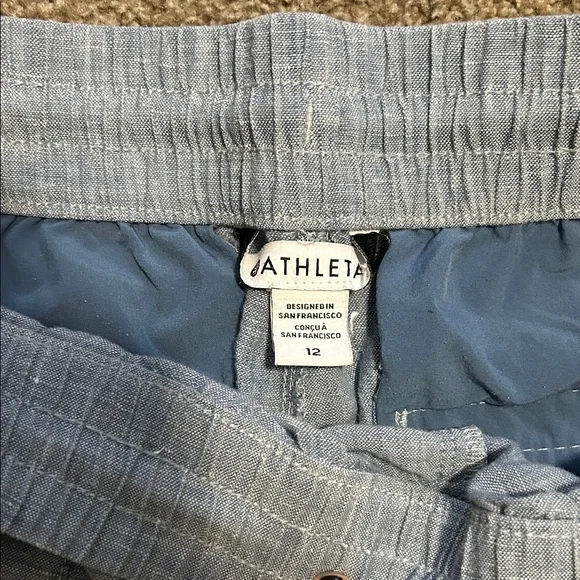 ATHLETA
DESIGNED IN
SAN FRANCISCO
CONÇU À
SAN FRANCISCO
12